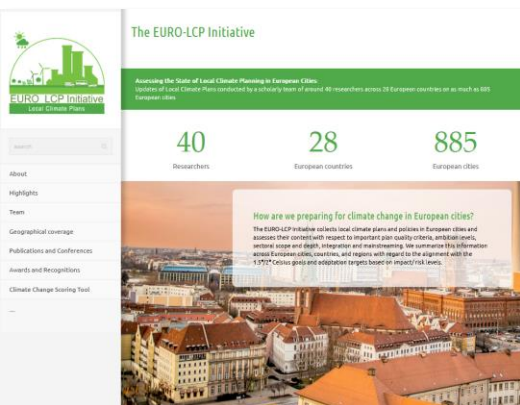 EURO LCP Initiative
Local Climate Plans
search
About
Highlights
Team
Geographical coverage
Publications and Conferences
Awards and Recognitions
Climate Change Scoring Tool
...
The EURO-LCP Initiative
Assessing the State of Local Climate Planning in European Cities
Updates of Local Climate Plans conducted by a scholarly team of around 40 researchers across 28 European countries on as much as 885
European cities
40
28
885
Researchers
European countries
European cities
How are we preparing for climate change in European cities?
The EURO-LCP Initiative collects local climate plans and policies in European cities and
assesses their content with respect to important plan quality criteria, ambition levels,
sectoral scope and depth, integration and mainstreaming. We summarize this information
across European cities, countries, and regions with regard to the alignment with the
1.5°/2° Celsius goals and adaptation targets based on impact/risk levels.